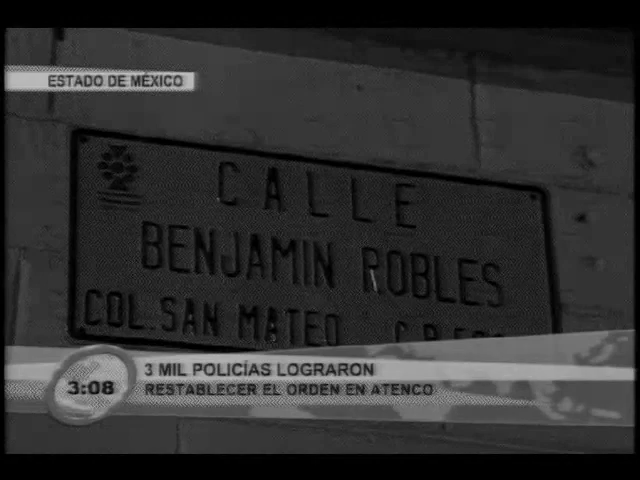 ESTADO DE MÉXICO
CALLE
BENJAMIN ROBLES
COL. SAN MATEO C.P.
3:08
3 MIL POLICÍAS LOGRARON
RESTABLECER EL ORDEN EN ATENCO